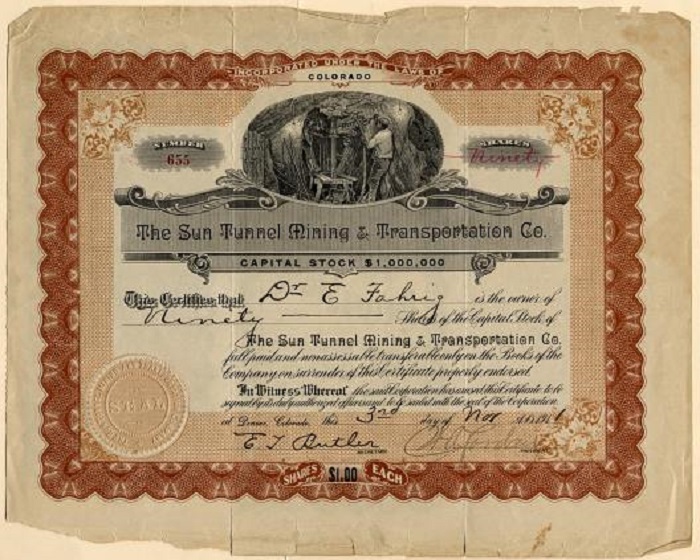 INCORPORATED UNDER THE LAWS OF
COLORADO
NUMBER
655
SHARES
Ninety
The Sun Tunnel Mining & Transportation Co.
CAPITAL STOCK $1,000,000
This Certifies that Dr E Fahrig is the owner of
Ninety Shares of the Capital Stock of
The Sun Tunnel Mining & Transportation Co.
full paid and nonassessable transferable only on the Books of the
Company on surrender of this Certificate properly endorsed.
In Witness Whereof the said Corporation has caused this Certificate to be
signed by its duly authorized officers and to be sealed with the seal of the Corporation
at Denver, Colorado, this 3rd day of Nov A.D. 19
E. T. Butler
SECRETARY
PRESIDENT
SEAL
SHARES $1.00 EACH